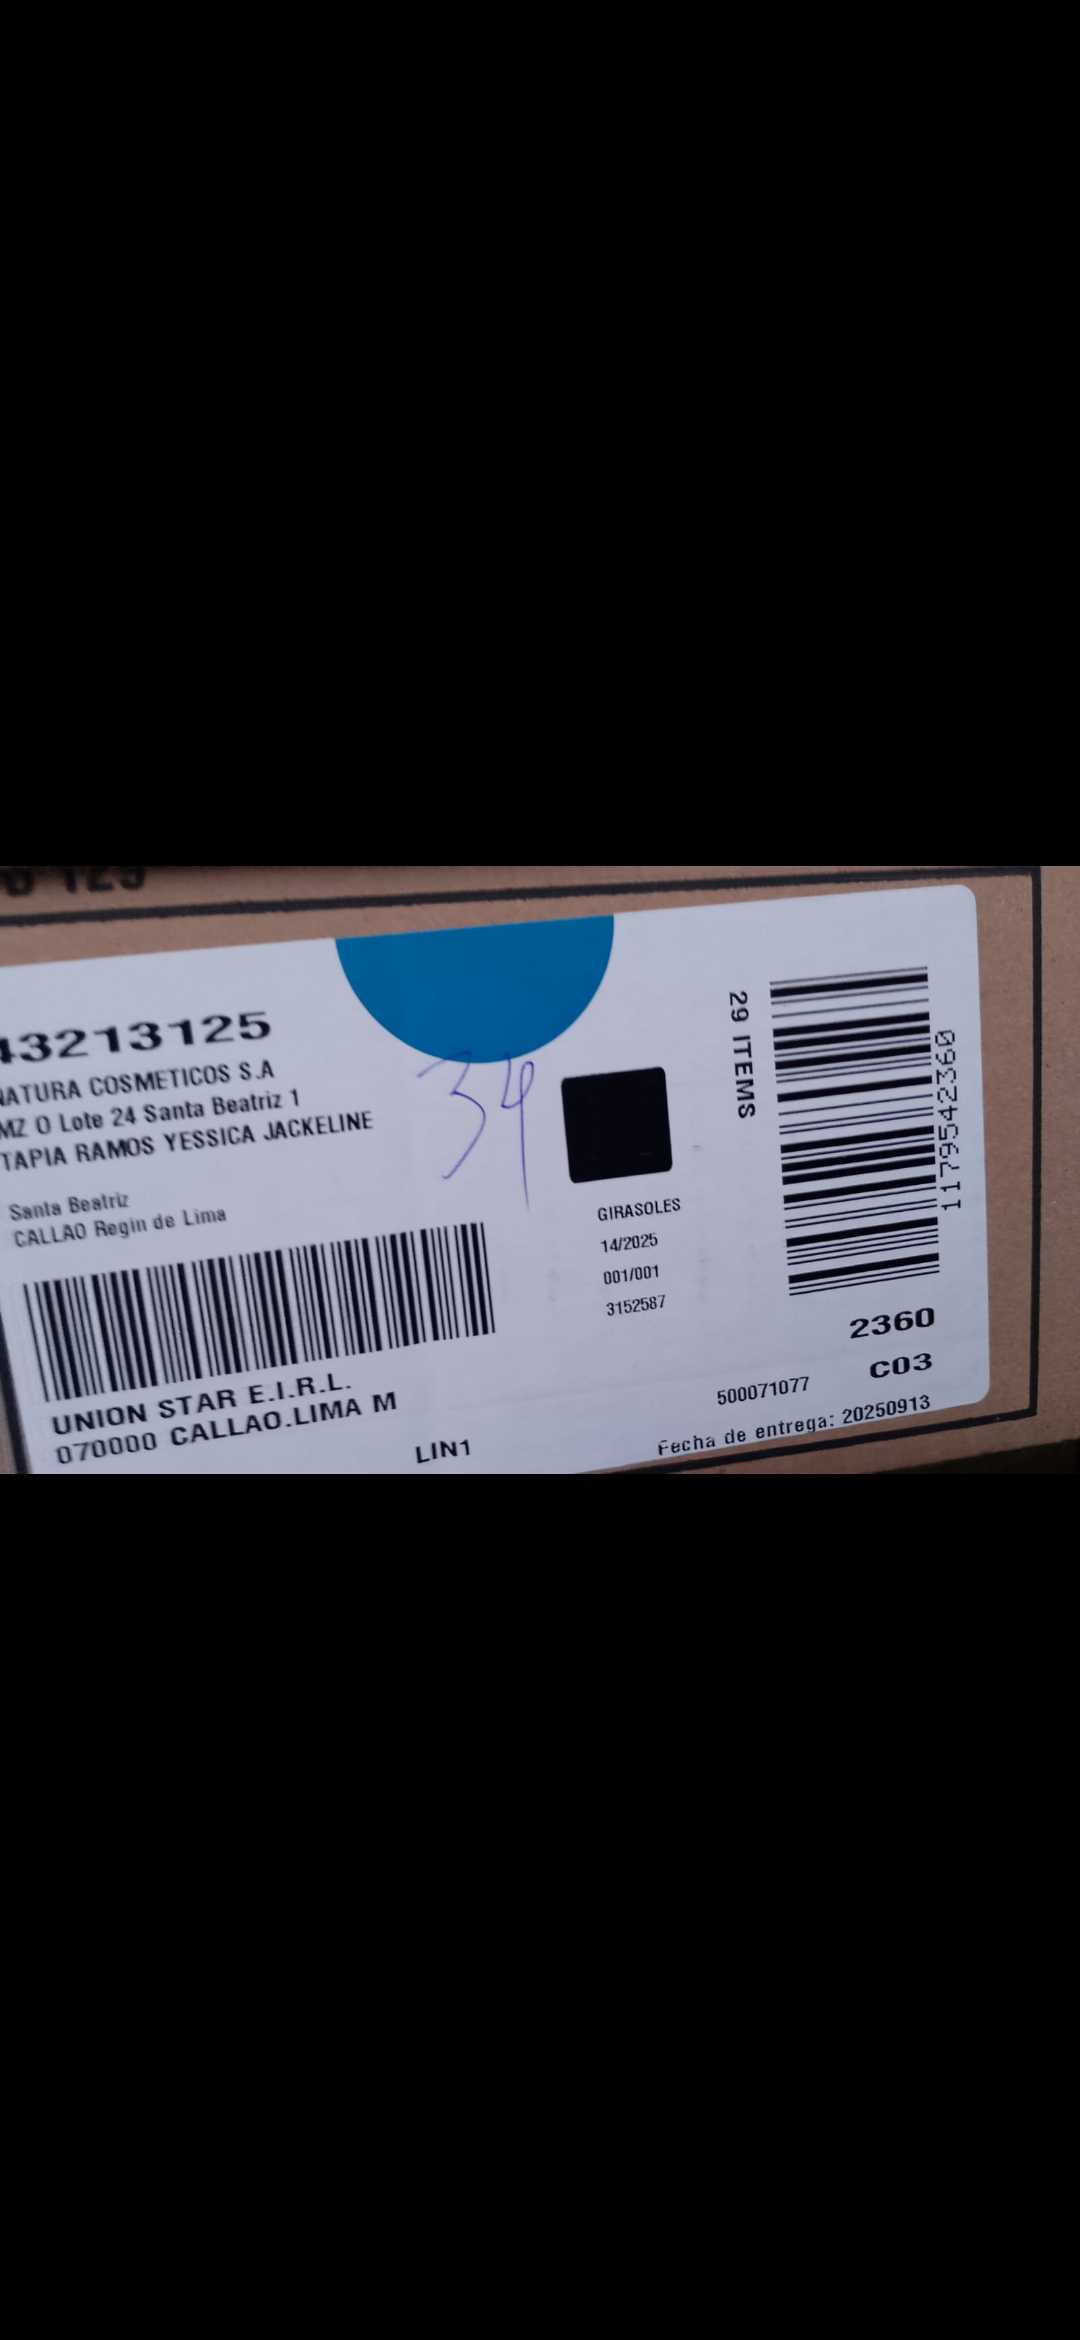 43213125
NATURA COSMETICOS S.A
MZ O Lote 24 Santa Beatriz 1
TAPIA RAMOS YESSICA JACKELINE
Santa Beatriz
CALLAO Regin de Lima
UNION STAR E.I.R.L.
070000 CALLAO.LIMA M
LIN1
34
GIRASOLES
14/2025
001/001
3152587
29 ITEMS
1179542360
2360
C03
500071077
Fecha de entrega: 20250913